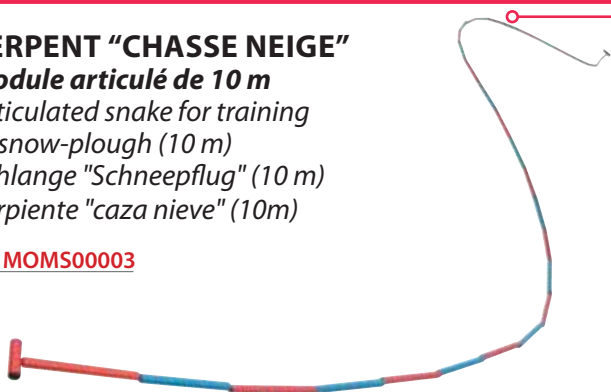 ERPENT “CHASSE NEIGE”
odule articulé de 10 m
ticulated snake for training
snow-plough (10 m)
hlange "Schneepflug" (10 m)
rpiente "caza nieve" (10m)
MOMS00003